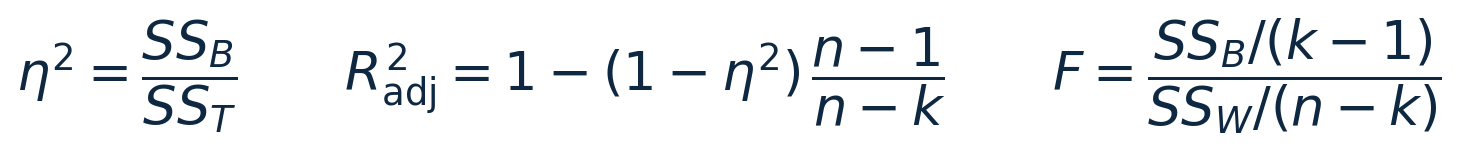 η² = SS_B / SS_T    R²_adj = 1 − (1 − η²) (n − 1)/(n − k)    F = (SS_B/(k − 1)) / (SS_W/(n − k))